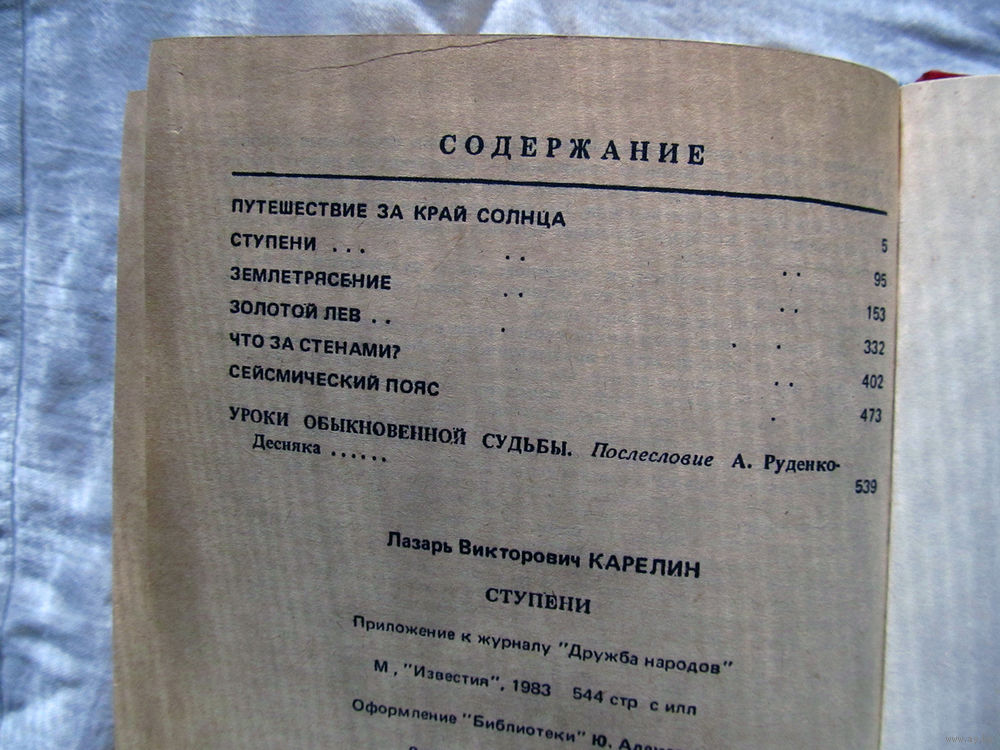 СОДЕРЖАНИЕ
ПУТЕШЕСТВИЕ ЗА КРАЙ СОЛНЦА 5
СТУПЕНИ . . . . . . . 95
ЗЕМЛЕТРЯСЕНИЕ . . . . 153
ЗОЛОТОЙ ЛЕВ . . . . . 332
ЧТО ЗА СТЕНАМИ? . . 402
СЕЙСМИЧЕСКИЙ ПОЯС . 473
УРОКИ ОБЫКНОВЕННОЙ СУДЬБЫ. Послесловие А. Руденко-
Десняка . . . . . . 539
Лазарь Викторович КАРЕЛИН
СТУПЕНИ
Приложение к журналу "Дружба народов"
М , "Известия", 1983 544 стр с илл
Оформление "Библиотеки" Ю.